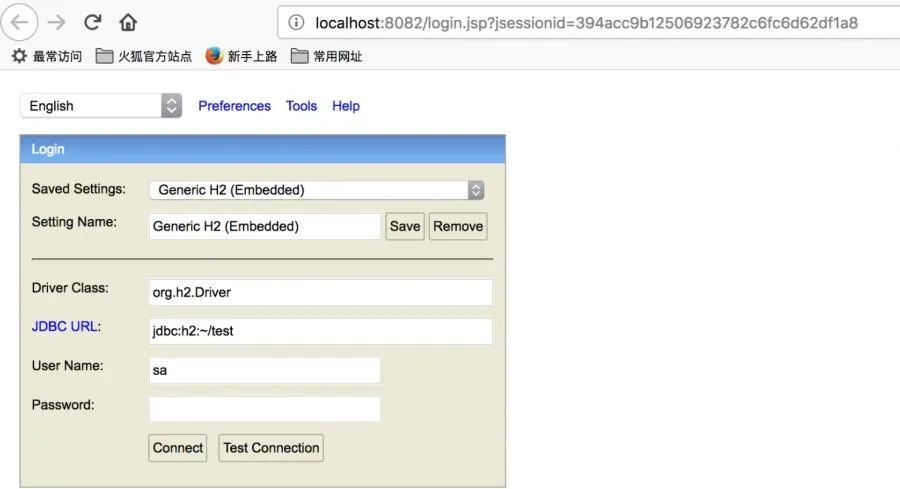 localhost:8082/login.jsp?jsessionid=394acc9b12506923782c6fc6d62df1a8
最常访问 火狐官方站点 新手上路 常用网址
English Preferences Tools Help
Login
Saved Settings: Generic H2 (Embedded)
Setting Name: Generic H2 (Embedded) Save Remove
Driver Class: org.h2.Driver
JDBC URL: jdbc:h2:~/test
User Name: sa
Password:
Connect Test Connection